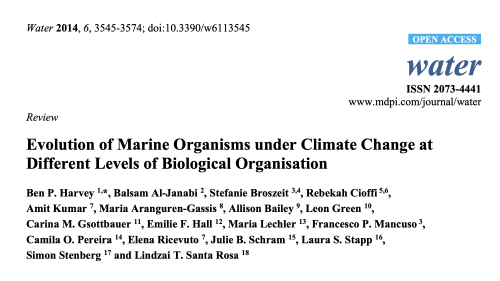 Water 2014, 6, 3545-3574; doi:10.3390/w6113545
OPEN ACCESS
water
ISSN 2073-4441
www.mdpi.com/journal/water
Review
Evolution of Marine Organisms under Climate Change at
Different Levels of Biological Organisation
Ben P. Harvey 1,*, Balsam Al-Janabi 2, Stefanie Broszeit 3,4, Rebekah Cioffi 5,6,
Amit Kumar 7, Maria Aranguren-Gassis 8, Allison Bailey 9, Leon Green 10,
Carina M. Gsottbauer 11, Emilie F. Hall 12, Maria Lechler 13, Francesco P. Mancuso 3,
Camila O. Pereira 14, Elena Ricevuto 7, Julie B. Schram 15, Laura S. Stapp 16,
Simon Stenberg 17 and Lindzai T. Santa Rosa 18